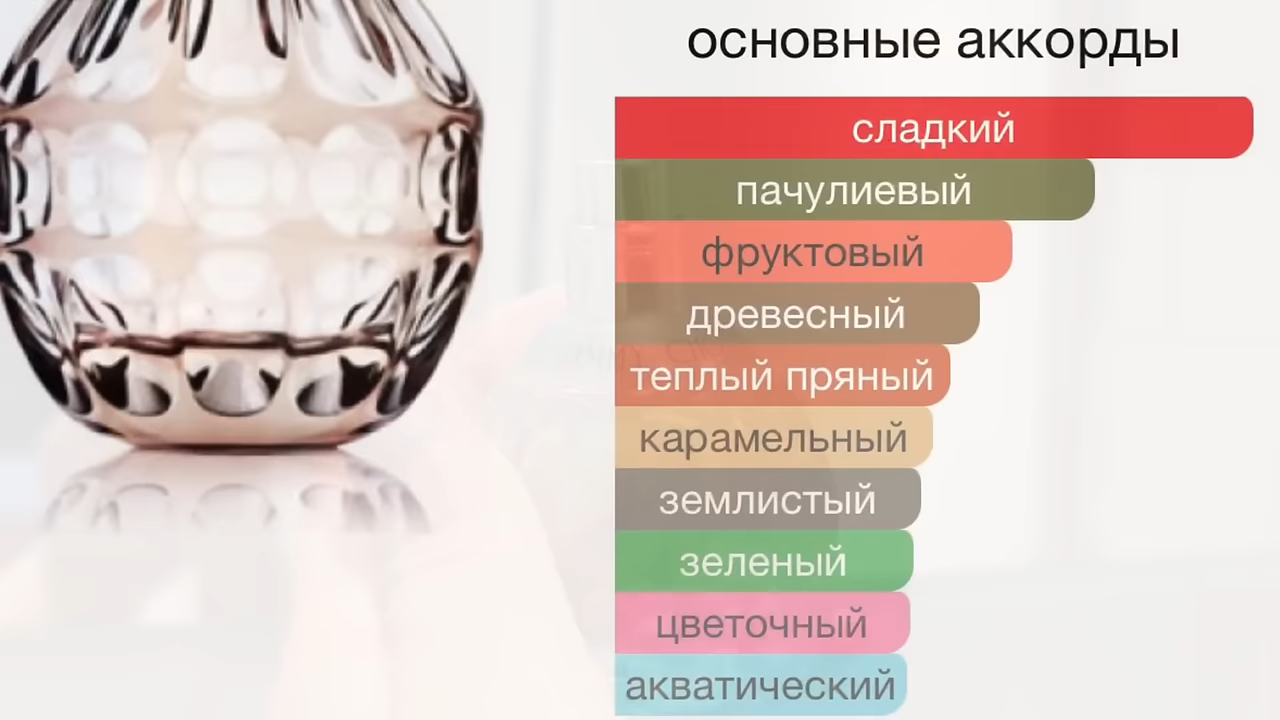 основные аккорды
сладкий
пачулиевый
фруктовый
древесный
теплый пряный
карамельный
землистый
зеленый
цветочный
акватический